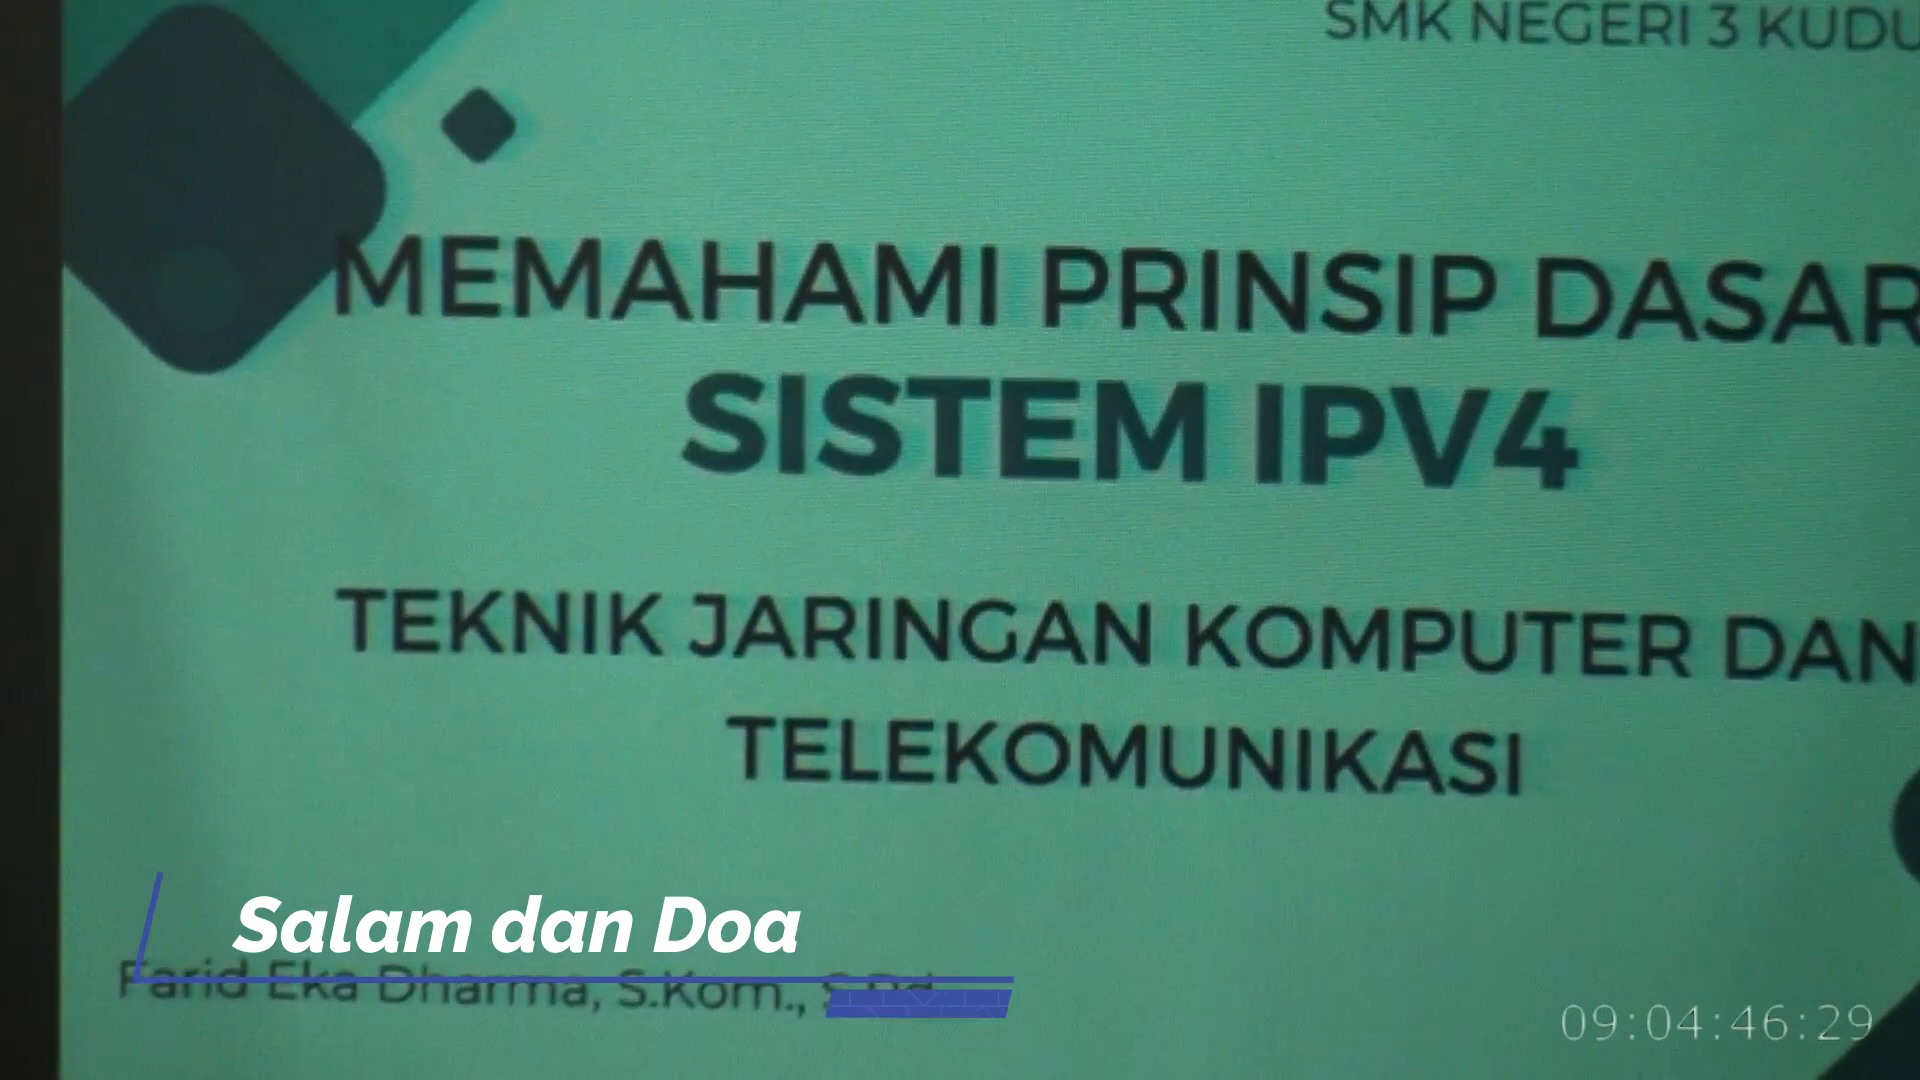 SMK NEGERI 3 KUDU
MEMAHAMI PRINSIP DASAR
SISTEM IPV4
TEKNIK JARINGAN KOMPUTER DAN
TELEKOMUNIKASI
Salam dan Doa
Farid Eka Dharma, S.Kom., S.Pd
09:04:46:29